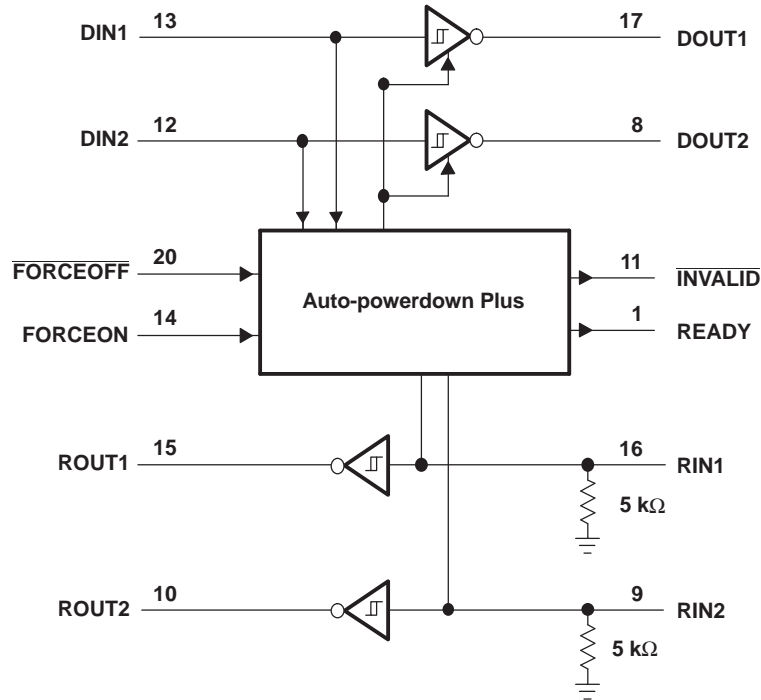 DIN1 13 17 DOUT1
DIN2 12 8 DOUT2
FORCEOFF 20 11 INVALID
Auto-powerdown Plus
FORCEON 14 1 READY
ROUT1 15 16 RIN1
5 kΩ
ROUT2 10 9 RIN2
5 kΩ